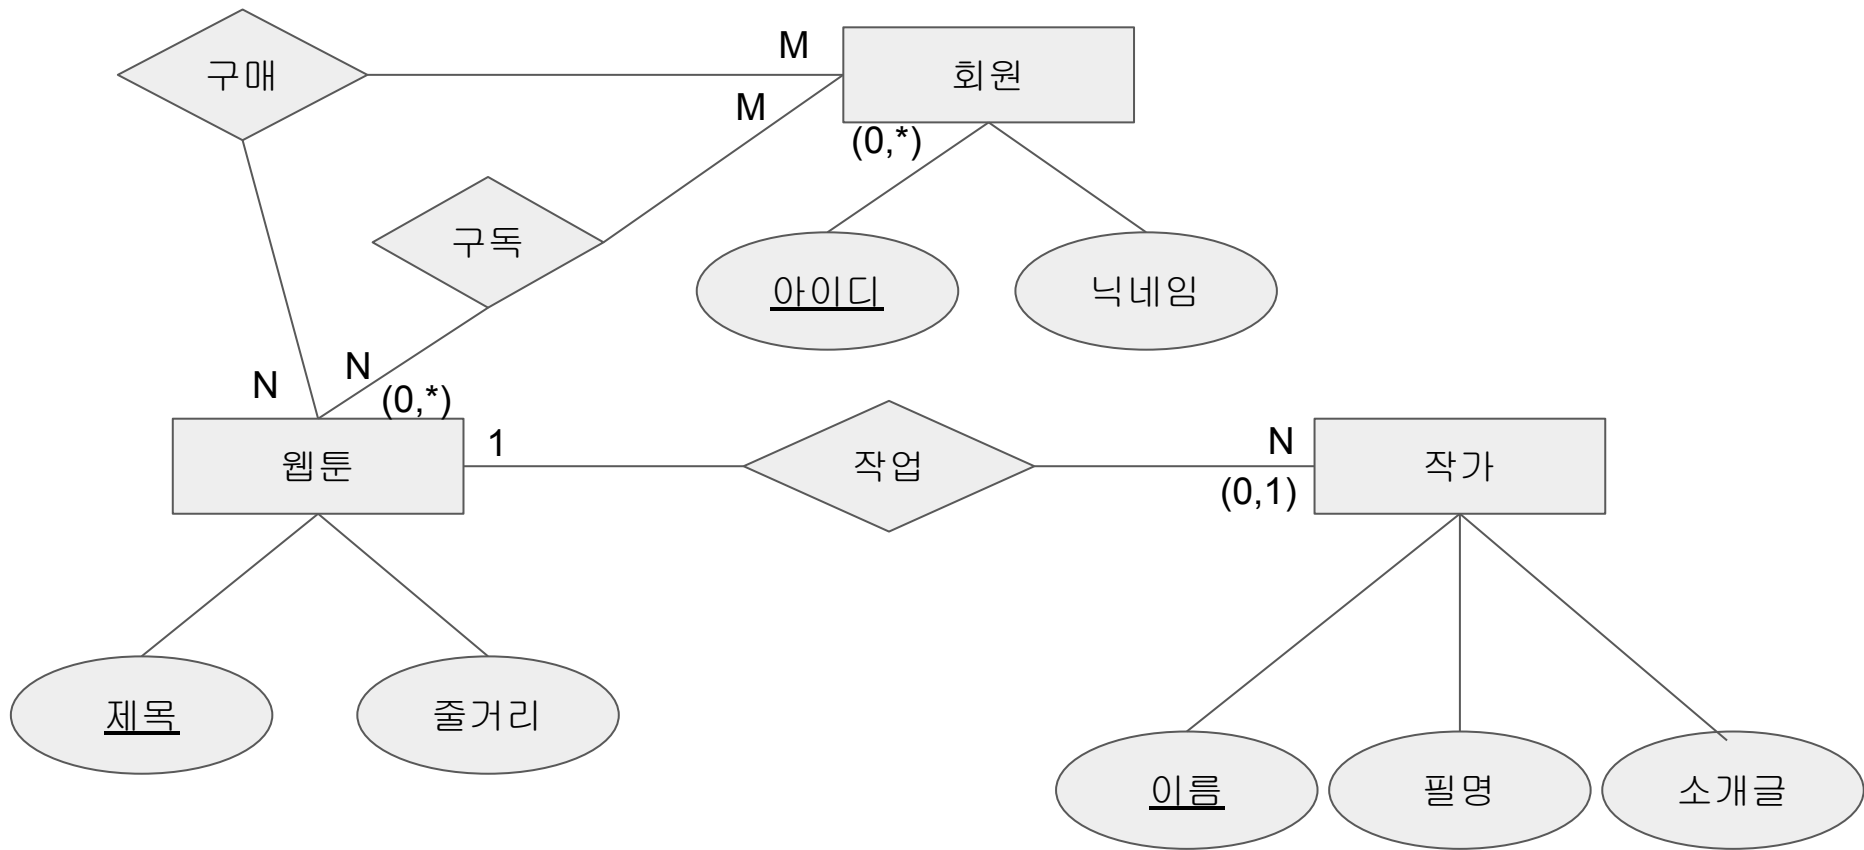 M
회원
구매
M
(0,*)
구독
아이디
닉네임
N
N
(0,*)
1
N
웹툰
작업
작가
(0,1)
제목
줄거리
이름
필명
소개글